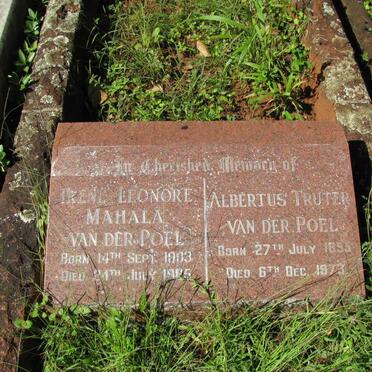 In Cherished Memory of
IRENE LEONORE
MAHALA
VAN DER POEL
BORN 14TH SEPT. 1903
DIED 24TH JULY 1985
ALBERTUS TRUTER
VAN DER POEL
BORN 27TH JULY
DIED 6TH DEC. 1973